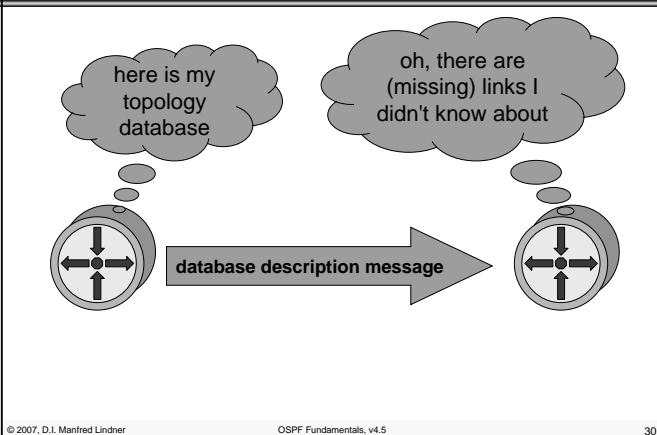 here is my
topology
database
oh, there are
(missing) links I
didn't know about
database description message
© 2007, D.I. Manfred Lindner
OSPF Fundamentals, v4.5
30